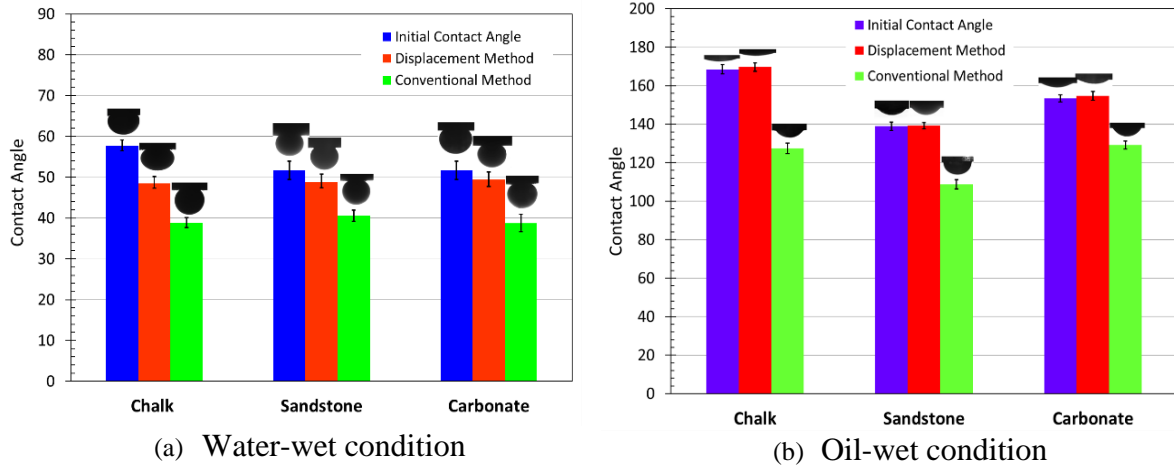 90
80
70
60
50
40
30
20
10
0
Contact Angle
Initial Contact Angle
Displacement Method
Conventional Method
Chalk Sandstone Carbonate
(a) Water-wet condition
200
180
160
140
120
100
80
60
40
20
0
Contact Angle
Initial Contact Angle
Displacement Method
Conventional Method
Chalk Sandstone Carbonate
(b) Oil-wet condition